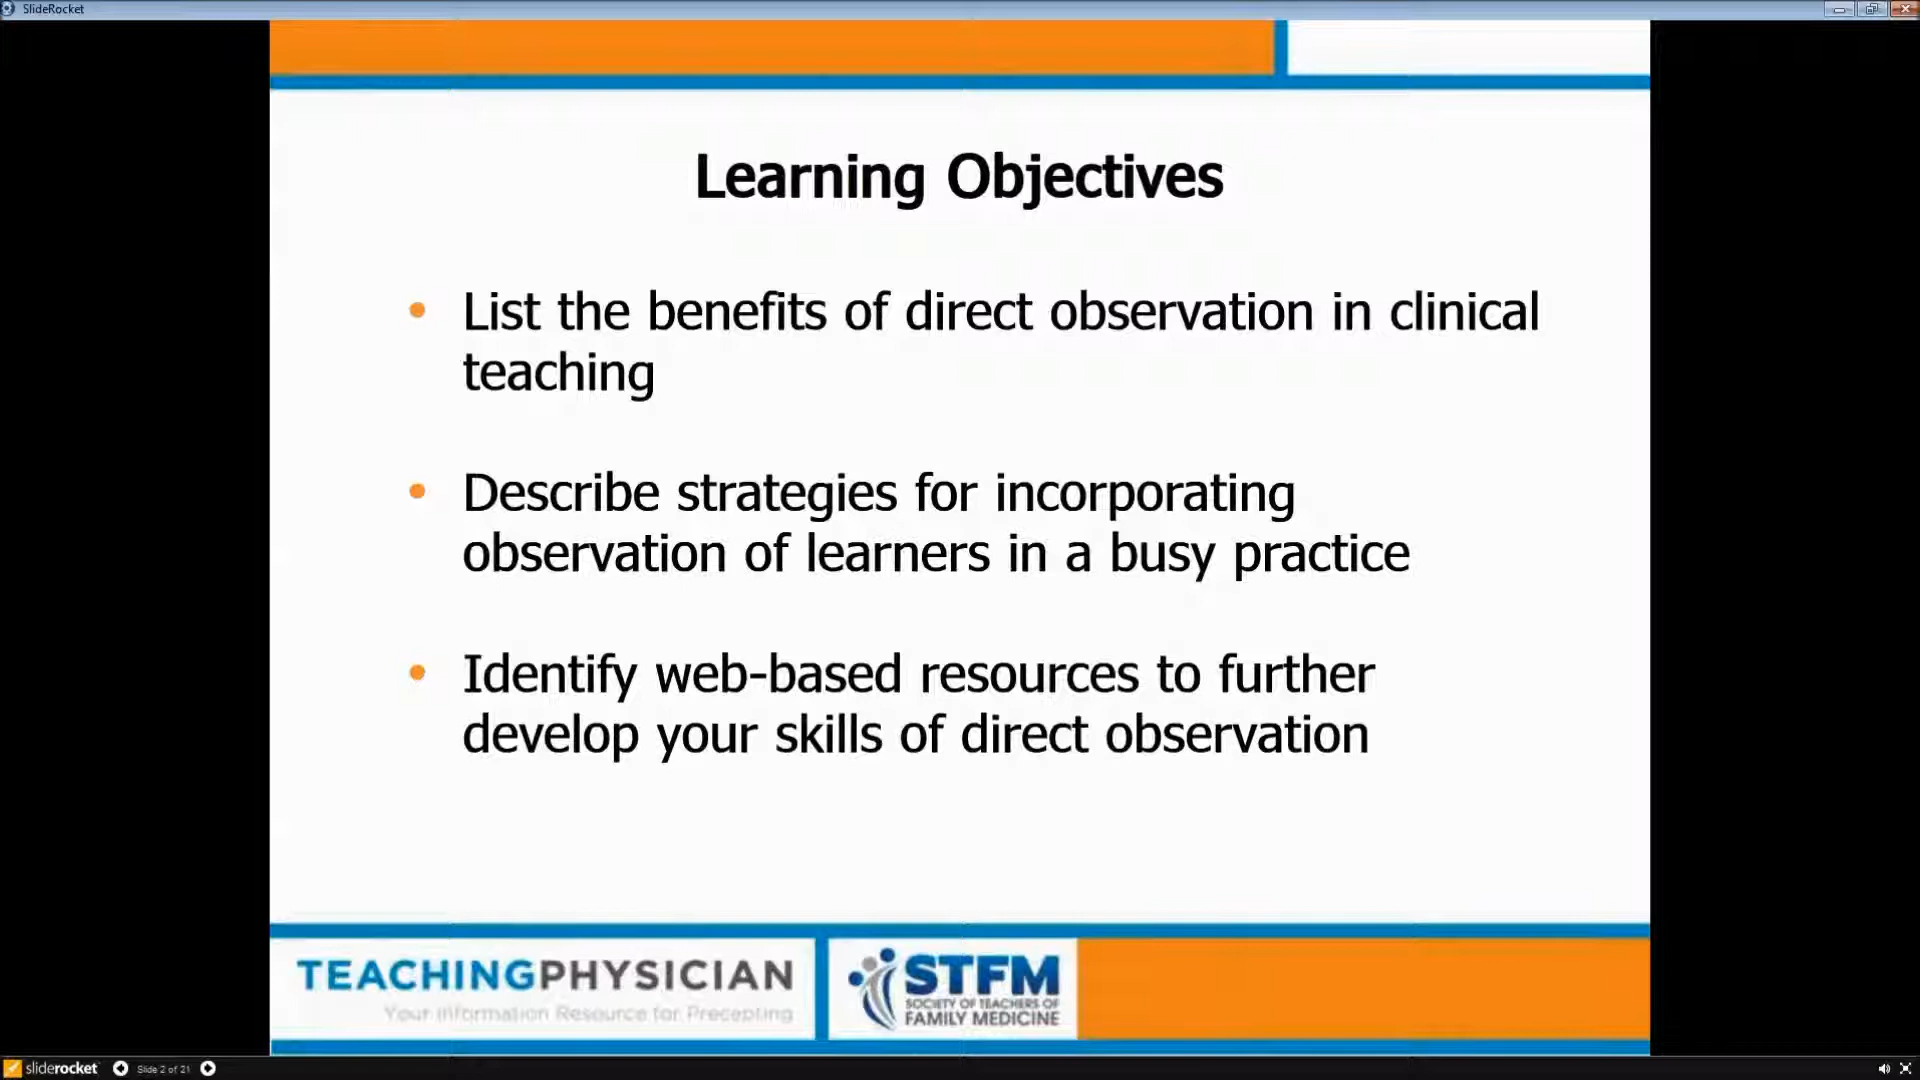 SlideRocket
Learning Objectives
• List the benefits of direct observation in clinical
teaching
• Describe strategies for incorporating
observation of learners in a busy practice
• Identify web-based resources to further
develop your skills of direct observation
TEACHINGPHYSICIAN
Your Information Resource for Precepting
STFM
SOCIETY OF TEACHERS OF
FAMILY MEDICINE
sliderocket
Slide 2 of 21